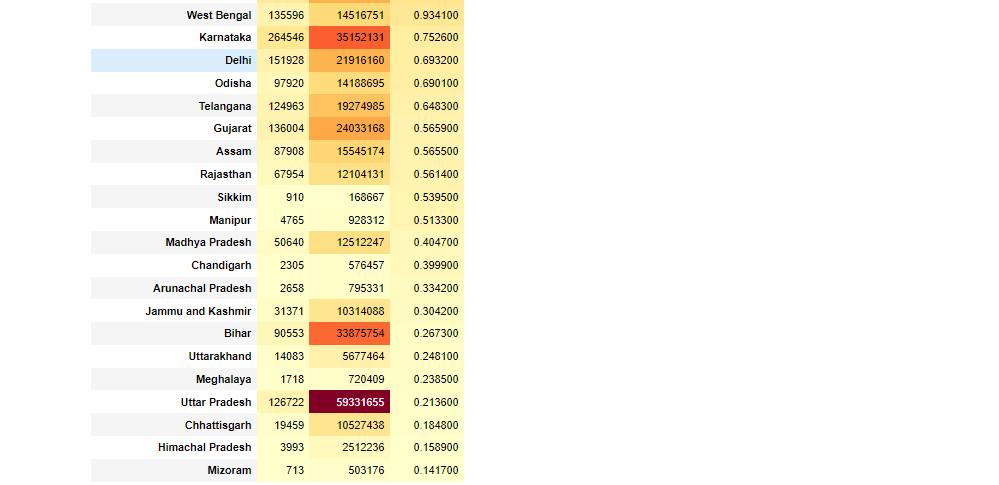 West Bengal 135596 14516751 0.934100
Karnataka 264546 35152131 0.752600
Delhi 151928 21916160 0.693200
Odisha 97920 14188695 0.690100
Telangana 124963 19274985 0.648300
Gujarat 136004 24033168 0.565900
Assam 87908 15545174 0.565500
Rajasthan 67954 12104131 0.561400
Sikkim 910 168667 0.539500
Manipur 4765 928312 0.513300
Madhya Pradesh 50640 12512247 0.404700
Chandigarh 2305 576457 0.399900
Arunachal Pradesh 2658 795331 0.334200
Jammu and Kashmir 31371 10314088 0.304200
Bihar 90553 33875754 0.267300
Uttarakhand 14083 5677464 0.248100
Meghalaya 1718 720409 0.238500
Uttar Pradesh 126722 59331655 0.213600
Chhattisgarh 19459 10527438 0.184800
Himachal Pradesh 3993 2512236 0.158900
Mizoram 713 503176 0.141700